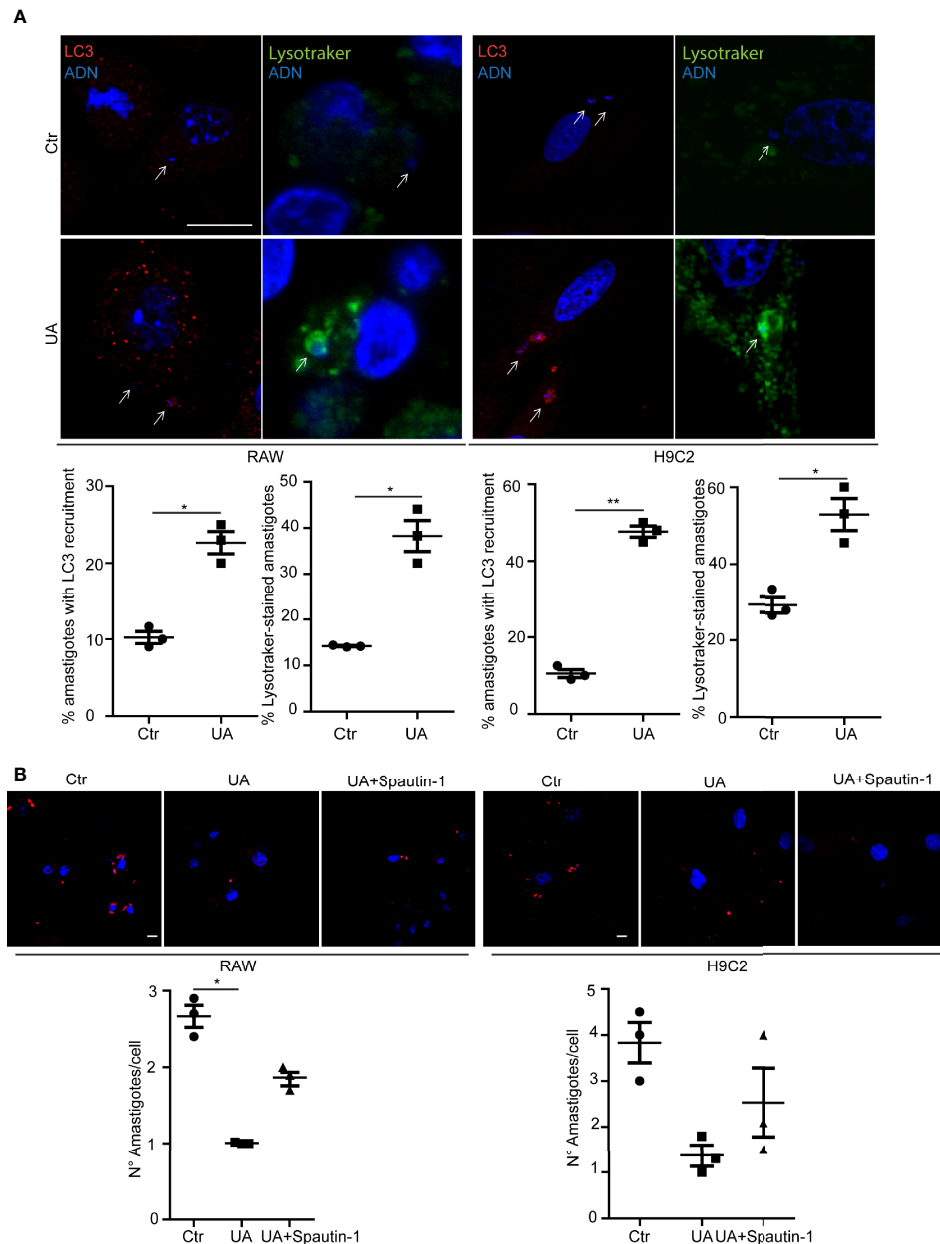 A
LC3
ADN
Lysotraker
ADN
LC3
ADN
Lysotraker
ADN
Ctr
UA
RAW
H9C2
% amastigotes with LC3 recruitment
30
20
10
0
*
Ctr
UA
% Lysotraker-stained amastigotes
50
40
30
20
10
0
*
Ctr
UA
% amastigotes with LC3 recruitment
60
40
20
0
**
Ctr
UA
% Lysotraker-stained amastigotes
60
40
20
0
*
Ctr
UA
B
Ctr
UA
UA+Spautin-1
Ctr
UA
UA+Spautin-1
RAW
H9C2
N° Amastigotes/cell
3
2
1
0
*
Ctr
UA
UA+Spautin-1
N° Amastigotes/cell
5
4
3
2
1
0
Ctr
UA
UA+Spautin-1